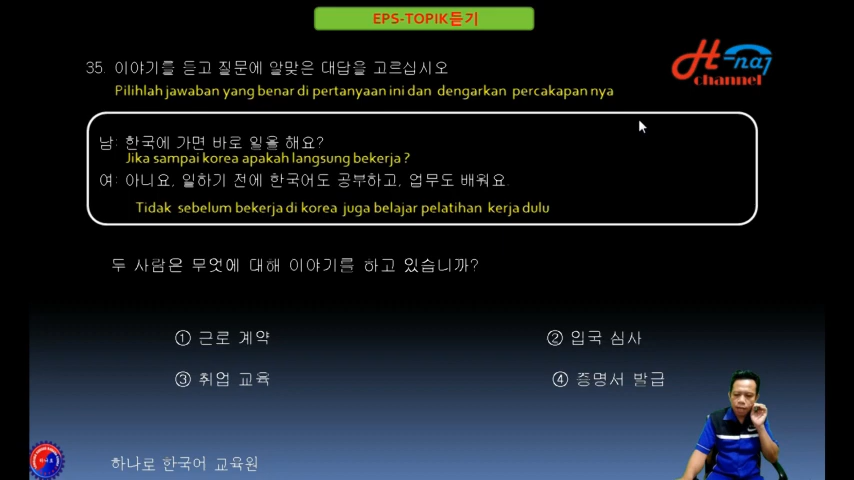 EPS-TOPIK듣기
35. 이야기를 듣고 질문에 알맞은 대답을 고르십시오
H-naj
channel
Pilihlah jawaban yang benar di pertanyaan ini dan dengarkan percakapan nya
남: 한국에 가면 바로 일을 해요?
Jika sampai korea apakah langsung bekerja ?
여: 아니요, 일하기 전에 한국어도 공부하고, 업무도 배워요.
Tidak sebelum bekerja di korea juga belajar pelatihan kerja dulu
두 사람은 무엇에 대해 이야기를 하고 있습니까?
① 근로 계약
② 입국 심사
③ 취업 교육
④ 증명서 발급
하나로 한국어 교육원